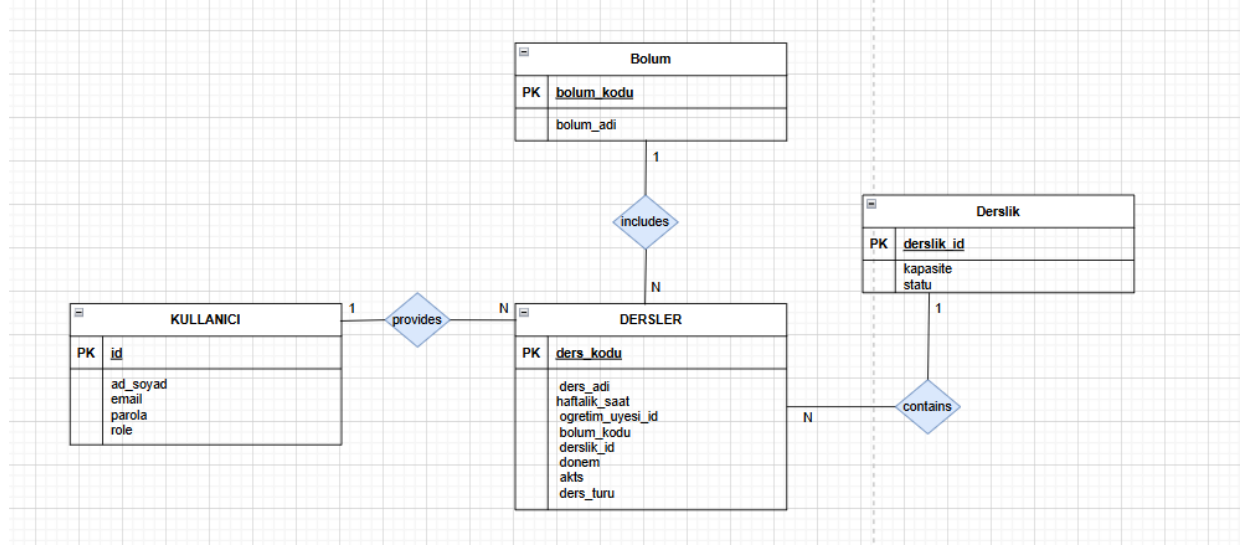 Bolum
PK bolum_kodu
bolum_adi
1
includes
N
Derslik
PK derslik_id
kapasite
statu
1
contains
N
KULLANICI
PK id
ad_soyad
email
parola
role
1
provides
N
DERSLER
PK ders_kodu
ders_adi
haftalik_saat
ogretim_uyesi_id
bolum_kodu
derslik_id
donem
akts
ders_turu